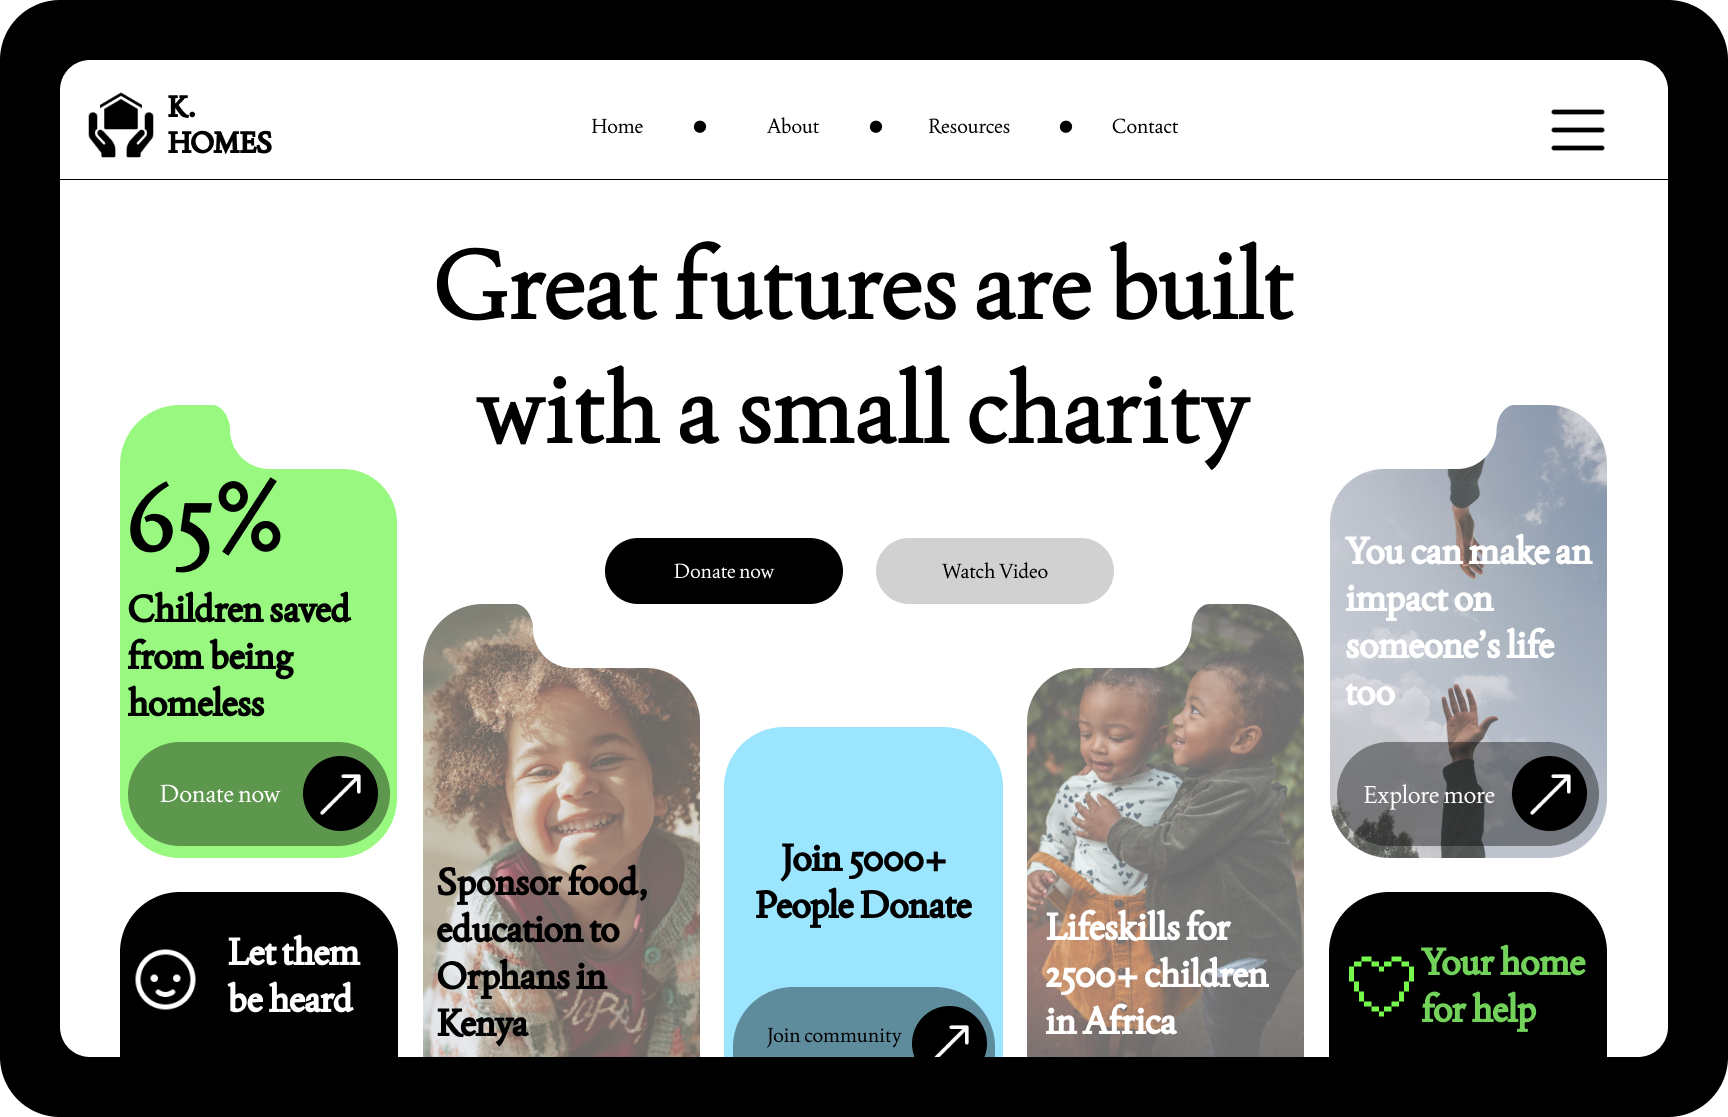 K.
HOMES
Home
About
Resources
Contact
Great futures are built
with a small charity
Donate now
Watch Video
65%
Children saved
from being
homeless
Donate now
Let them
be heard
Sponsor food,
education to
Orphans in
Kenya
Join 5000+
People Donate
Join community
Lifeskills for
2500+ children
in Africa
You can make an
impact on
someone’s life
too
Explore more
Your home
for help